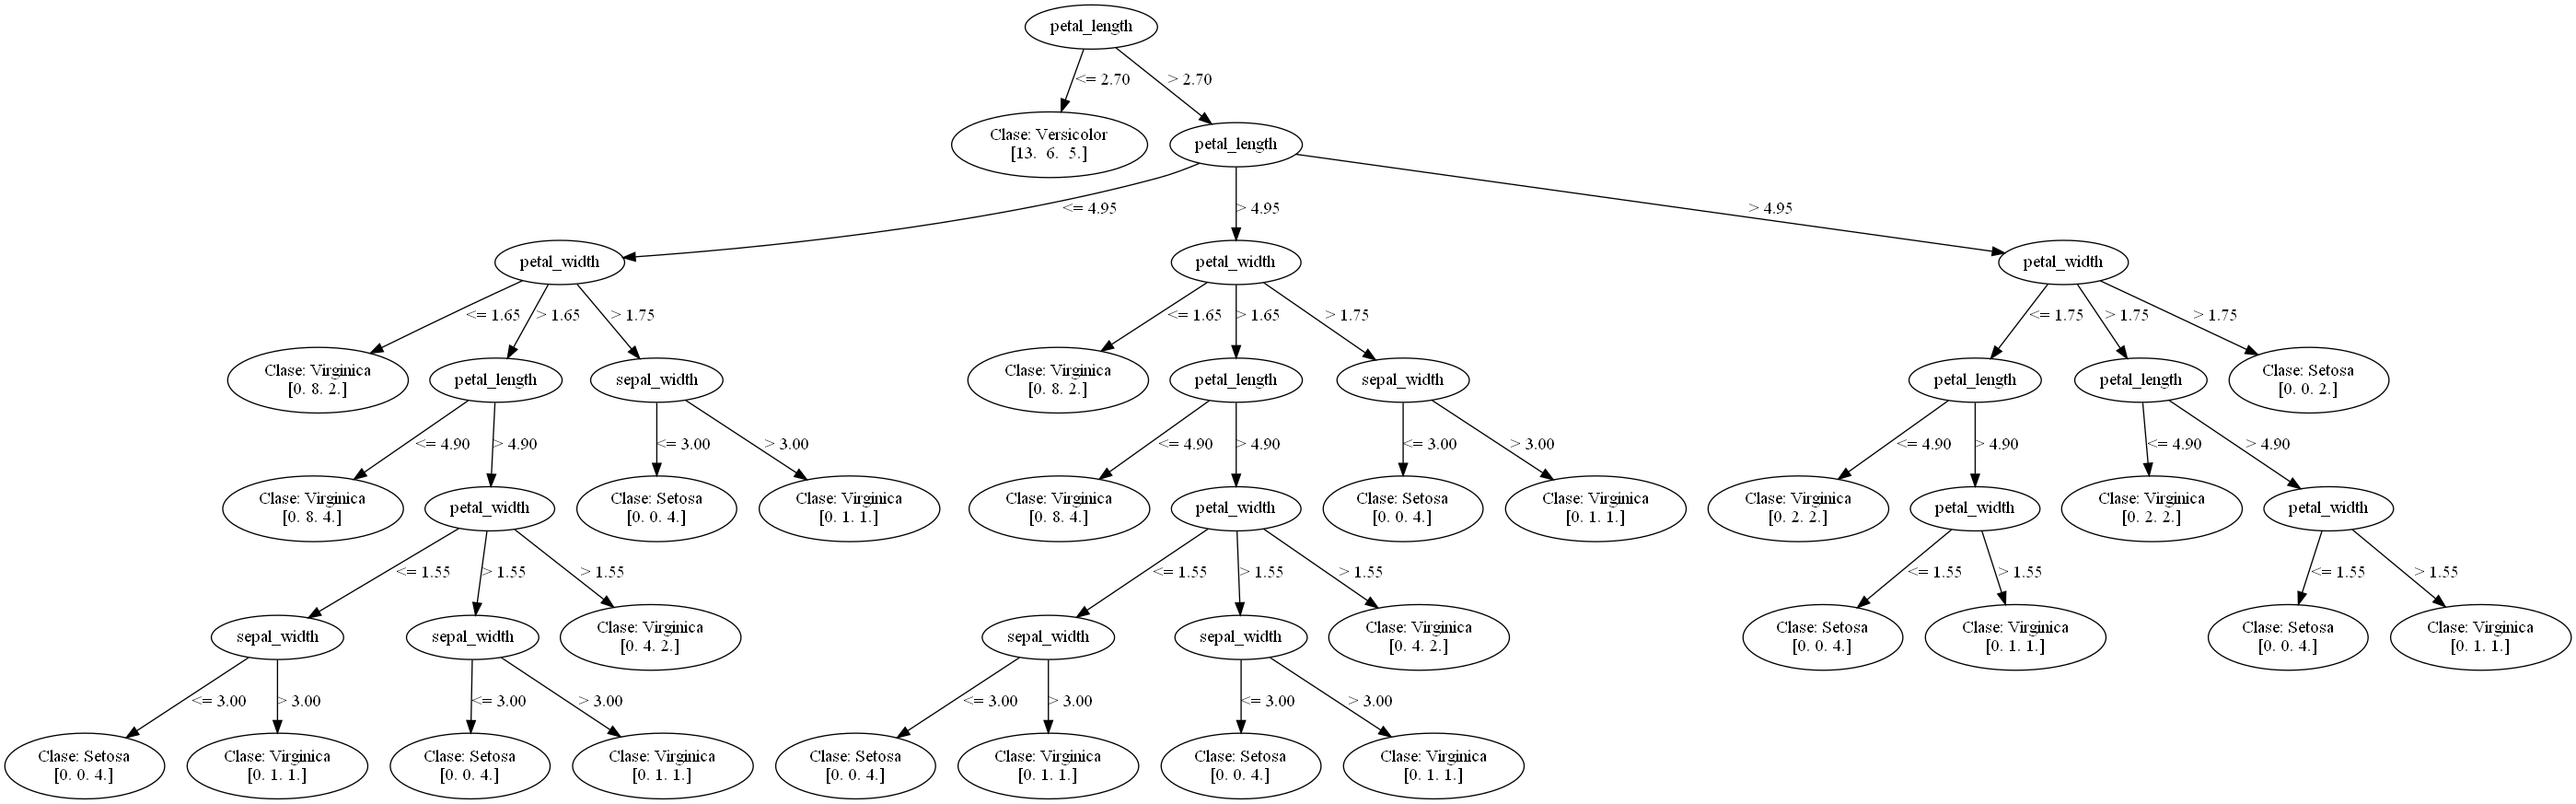 petal_length
<= 2.70
> 2.70
Clase: Versicolor
[13.  6.  5.]
petal_length
<= 4.95
> 4.95
> 4.95
petal_width
petal_width
petal_width
<= 1.65
> 1.65
> 1.75
<= 1.65
> 1.65
> 1.75
<= 1.75
> 1.75
> 1.75
Clase: Virginica
[0. 8. 2.]
petal_length
sepal_width
Clase: Virginica
[0. 8. 2.]
petal_length
sepal_width
petal_length
petal_length
Clase: Setosa
[0. 0. 2.]
<= 4.90
> 4.90
<= 3.00
> 3.00
<= 4.90
> 4.90
<= 3.00
> 3.00
<= 4.90
> 4.90
<= 4.90
> 4.90
Clase: Virginica
[0. 8. 4.]
petal_width
Clase: Setosa
[0. 0. 4.]
Clase: Virginica
[0. 1. 1.]
Clase: Virginica
[0. 8. 4.]
petal_width
Clase: Setosa
[0. 0. 4.]
Clase: Virginica
[0. 1. 1.]
Clase: Virginica
[0. 2. 2.]
petal_width
Clase: Virginica
[0. 2. 2.]
petal_width
<= 1.55
> 1.55
> 1.55
<= 1.55
> 1.55
> 1.55
<= 1.55
> 1.55
<= 1.55
> 1.55
sepal_width
sepal_width
Clase: Virginica
[0. 4. 2.]
sepal_width
sepal_width
Clase: Virginica
[0. 4. 2.]
Clase: Setosa
[0. 0. 4.]
Clase: Virginica
[0. 1. 1.]
Clase: Setosa
[0. 0. 4.]
Clase: Virginica
[0. 1. 1.]
<= 3.00
> 3.00
<= 3.00
> 3.00
<= 3.00
> 3.00
<= 3.00
> 3.00
Clase: Setosa
[0. 0. 4.]
Clase: Virginica
[0. 1. 1.]
Clase: Setosa
[0. 0. 4.]
Clase: Virginica
[0. 1. 1.]
Clase: Setosa
[0. 0. 4.]
Clase: Virginica
[0. 1. 1.]
Clase: Setosa
[0. 0. 4.]
Clase: Virginica
[0. 1. 1.]